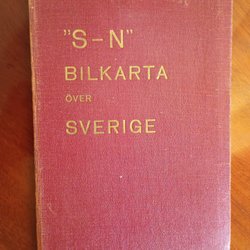 "S-N"
BILKARTA
ÖVER
SVERIGE